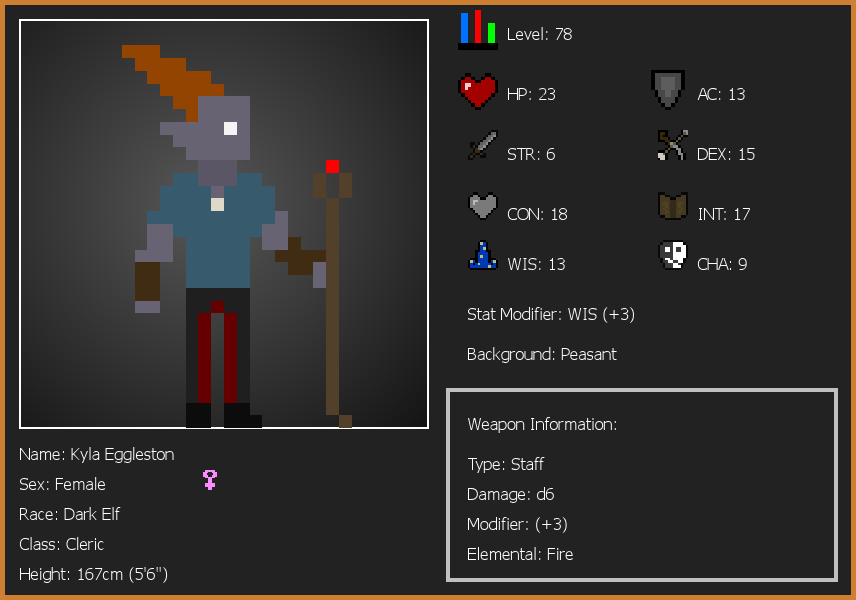 Level: 78
HP: 23
AC: 13
STR: 6
DEX: 15
CON: 18
INT: 17
WIS: 13
CHA: 9
Stat Modifier: WIS (+3)
Background: Peasant
Weapon Information:
Type: Staff
Damage: d6
Modifier: (+3)
Elemental: Fire
Name: Kyla Eggleston
Sex: Female
Race: Dark Elf
Class: Cleric
Height: 167cm (5'6")